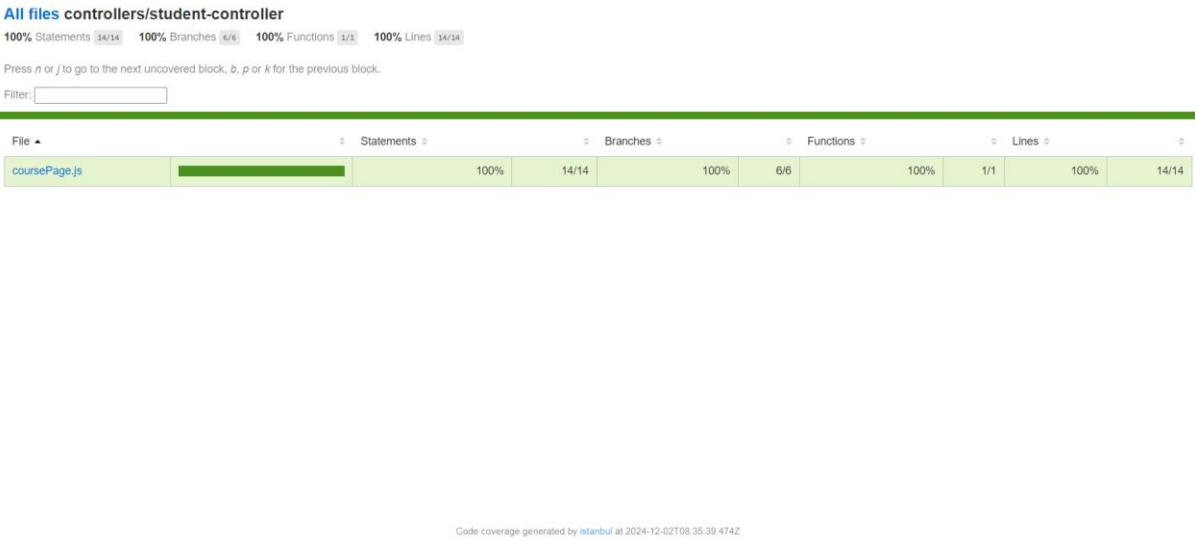 All files controllers/student-controller
100% Statements 14/14 100% Branches 6/6 100% Functions 1/1 100% Lines 14/14
Press n or j to go to the next uncovered block, b, p or k for the previous block.
Filter:
File Statements Branches Functions Lines
coursePage.js 100% 14/14 100% 6/6 100% 1/1 100% 14/14
Code coverage generated by istanbul at 2024-12-02T08:35:39.474Z